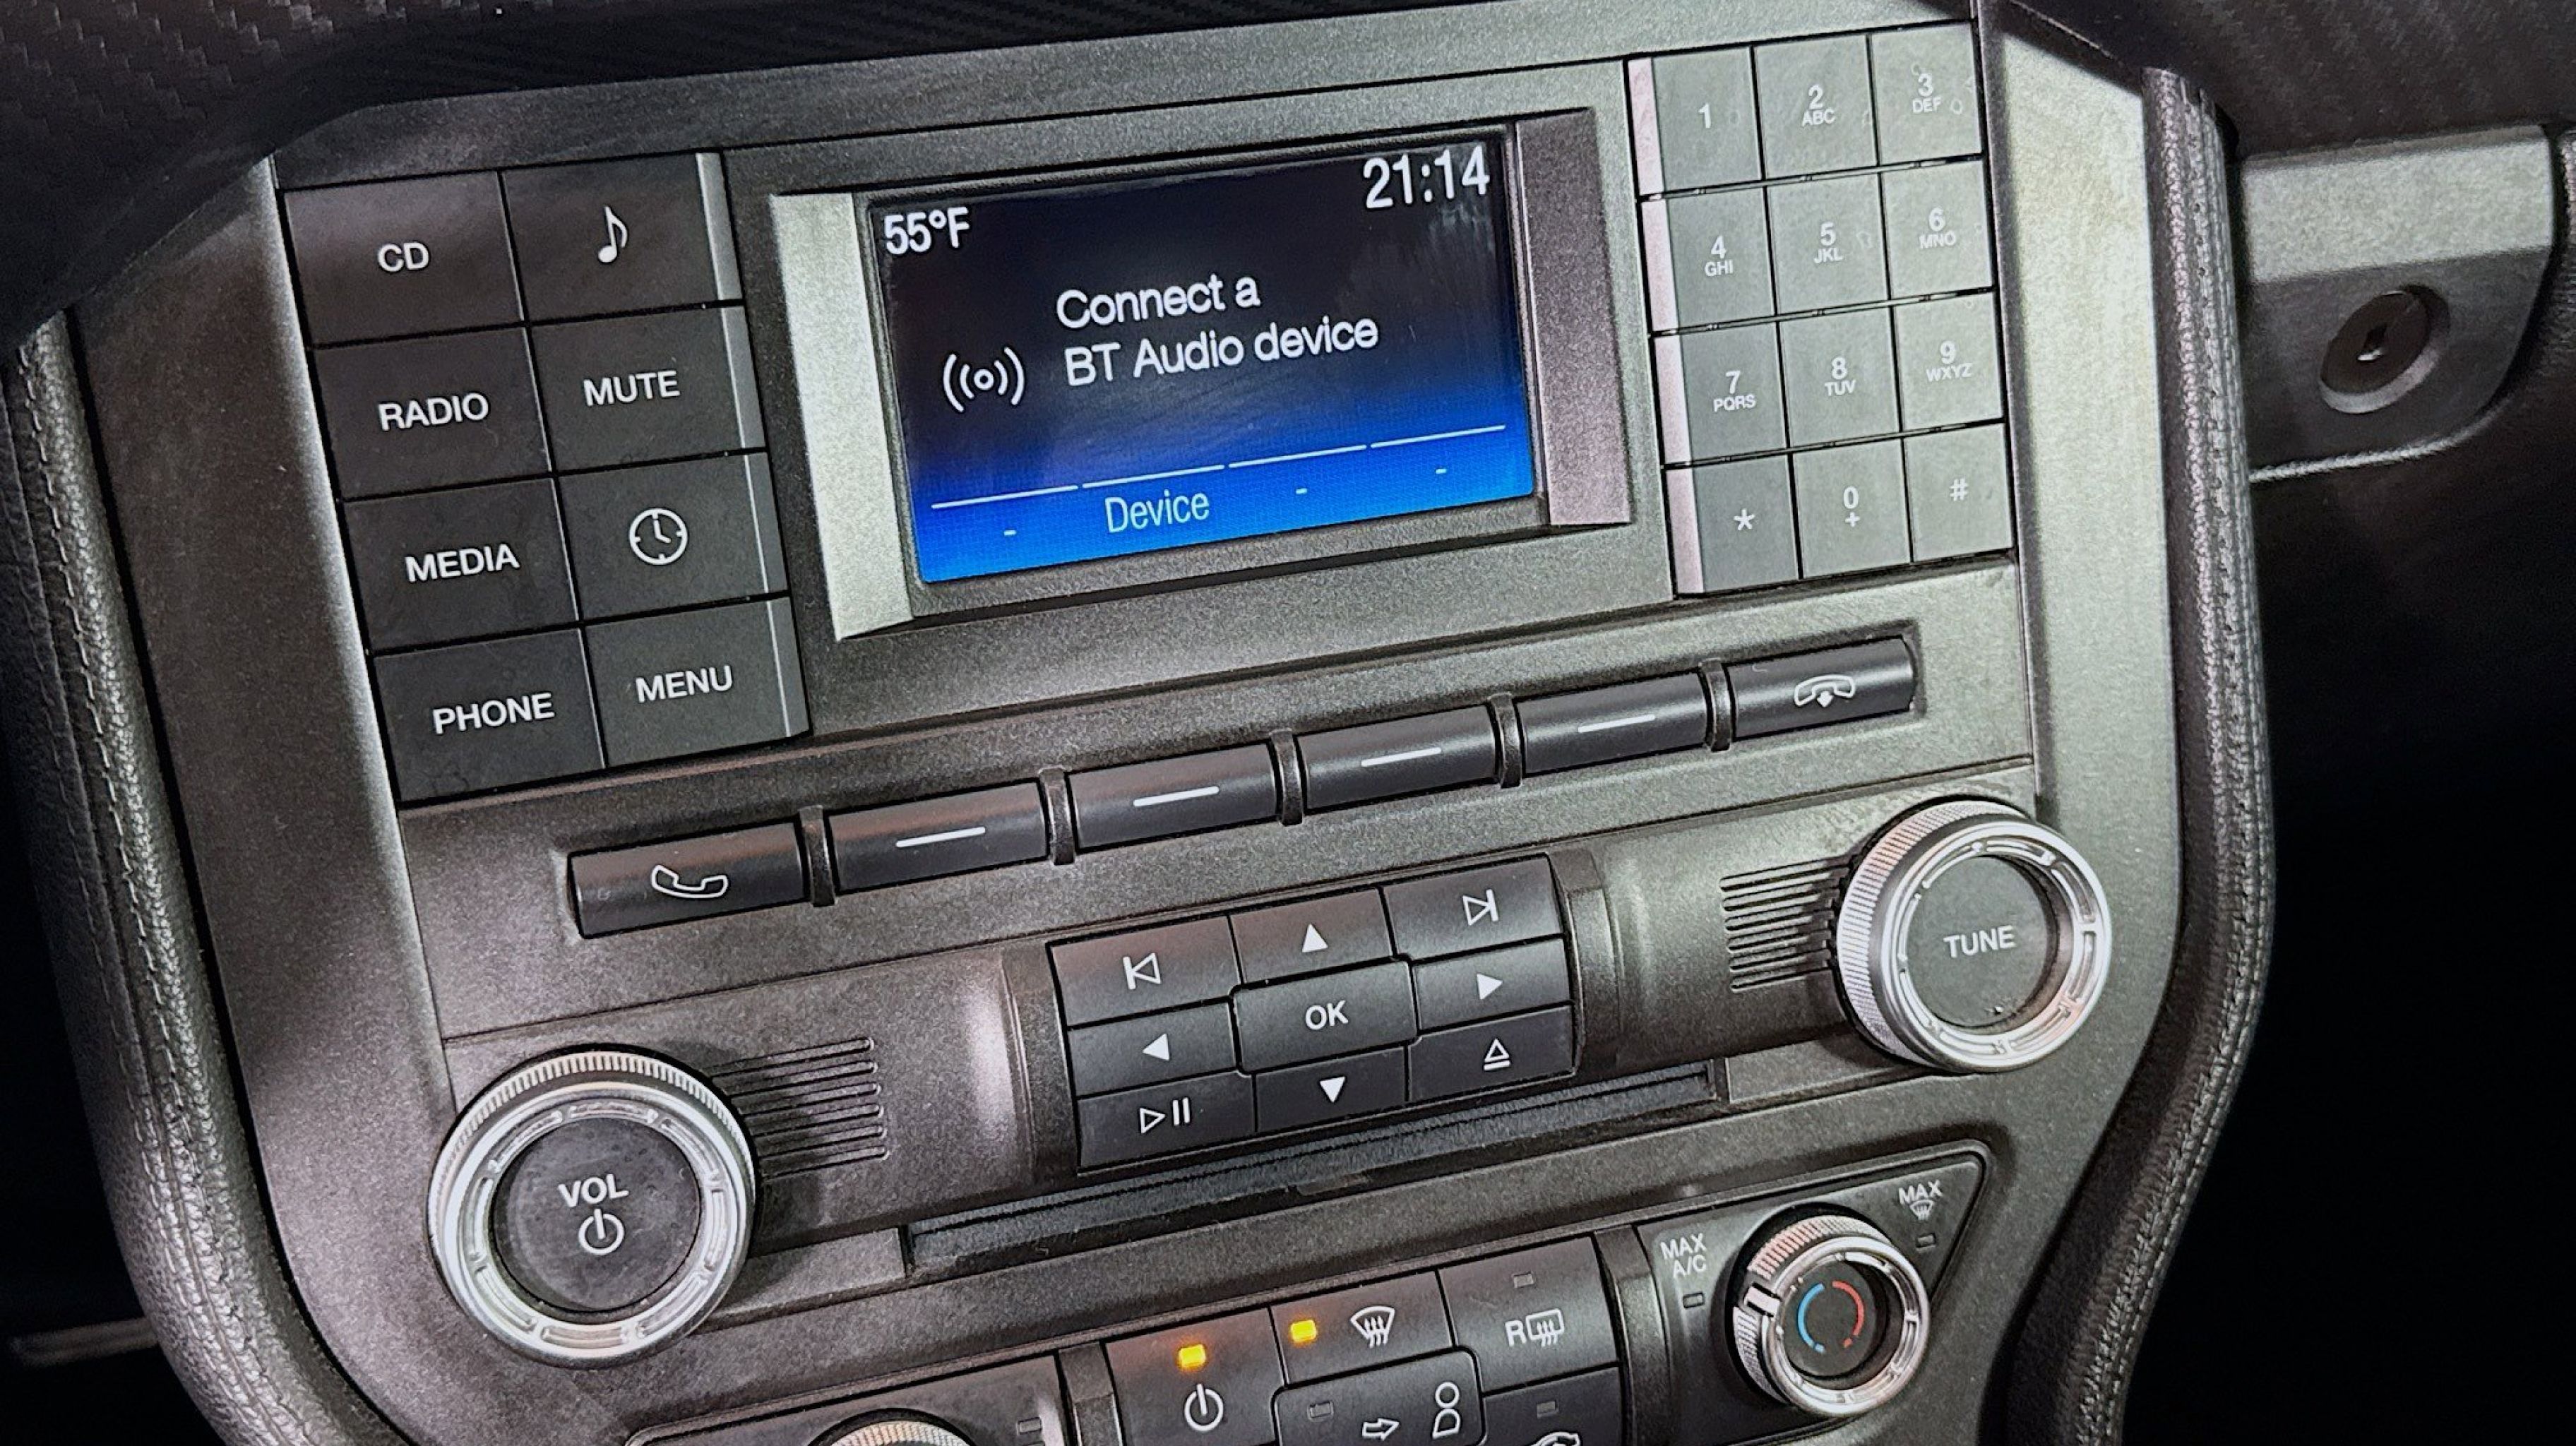 CD
RADIO
MUTE
MEDIA
PHONE
MENU
55°F
21:14
Connect a
BT Audio device
- Device - -
1
2
ABC
3
DEF
4
GHI
5
JKL
6
MNO
7
PQRS
8
TUV
9
WXYZ
*
0
+
#
OK
TUNE
VOL
MAX
A/C
MAX
R